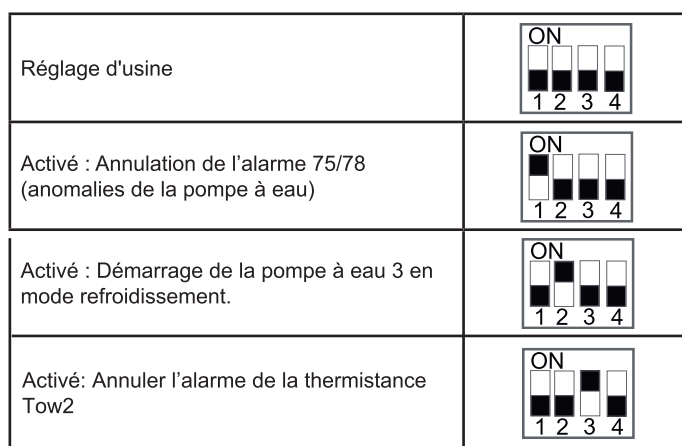 Réglage d'usine
ON
1 2 3 4
Activé : Annulation de l’alarme 75/78
(anomalies de la pompe à eau)
ON
1 2 3 4
Activé : Démarrage de la pompe à eau 3 en
mode refroidissement.
ON
1 2 3 4
Activé: Annuler l’alarme de la thermistance
Tow2
ON
1 2 3 4